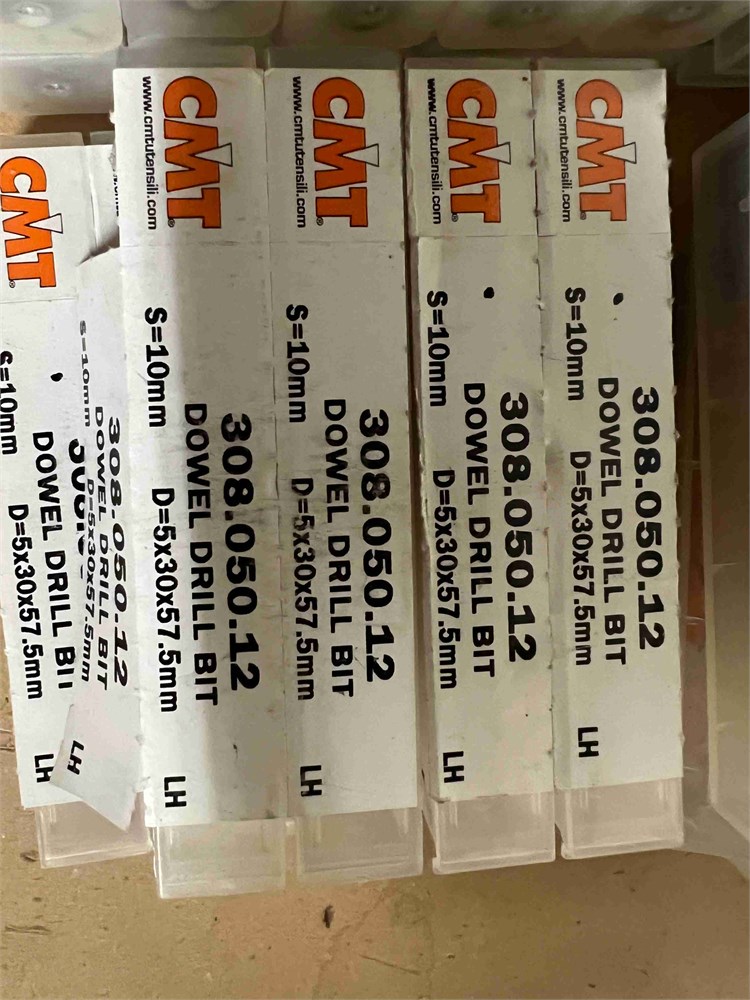 CMT
S=10mm
DOWEL DRILL
D=5x30x57.5mm
LH
308.050.12
DOWEL DRILL BIT
S=10mm D=5x30x57.5mm
LH
CMT
www.cmtutensili.com
308.050.12
DOWEL DRILL BIT
S=10mm D=5x30x57.5mm LH
CMT
www.cmtutensili.com
308.050.12
DOWEL DRILL BIT
S=10mm D=5x30x57.5mm LH
CMT
www.cmtutensili.com
308.050.12
DOWEL DRILL BIT
S=10mm D=5x30x57.5mm LH
CMT
www.cmtutensili.com
308.050.12
DOWEL DRILL BIT
S=10mm D=5x30x57.5mm LH